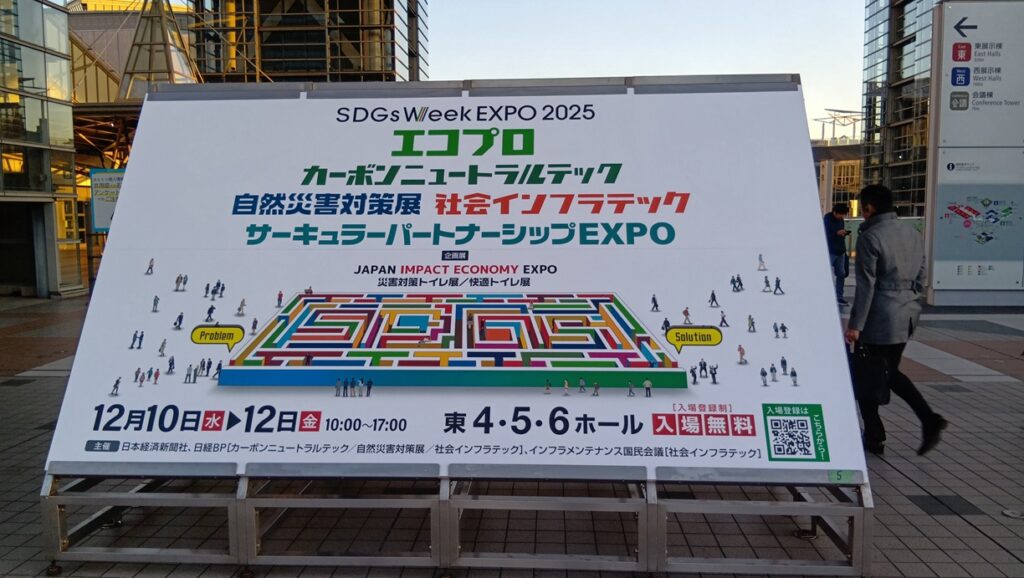 SDGs Week EXPO 2025
エコプロ
カーボンニュートラルテック
自然災害対策展 社会インフラテック
サーキュラーパートナーシップEXPO
企画展
JAPAN IMPACT ECONOMY EXPO
災害対策トイレ展／快適トイレ展
Problem
Solution
12月10日水▶12日金 10:00〜17:00 東4・5・6ホール [入場登録制] 入場無料
入場登録は こちらから！
主催 日本経済新聞社、日経BP[カーボンニュートラルテック／自然災害対策展／社会インフラテック]、インフラメンテナンス国民会議[社会インフラテック]
5
East 東 東展示棟 East Halls
West 西 西展示棟 West Halls
会議 会議棟 Conference Tower